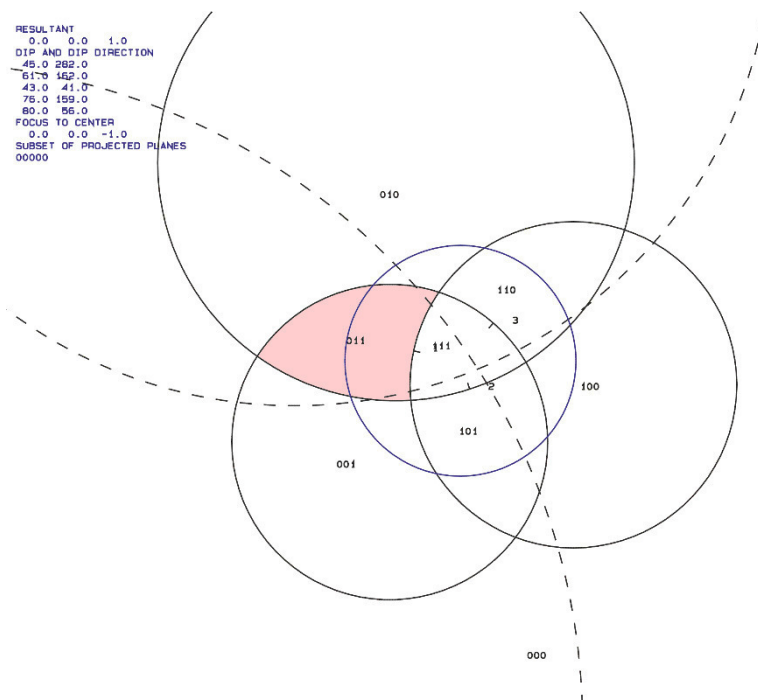 RESULTANT
0.0 0.0 1.0
DIP AND DIP DIRECTION
45.0 282.0
61.0 162.0
43.0 41.0
76.0 159.0
80.0 56.0
FOCUS TO CENTER
0.0 0.0 -1.0
SUBSET OF PROJECTED PLANES
00000
010
110
3
011
1
111
2
100
101
001
000